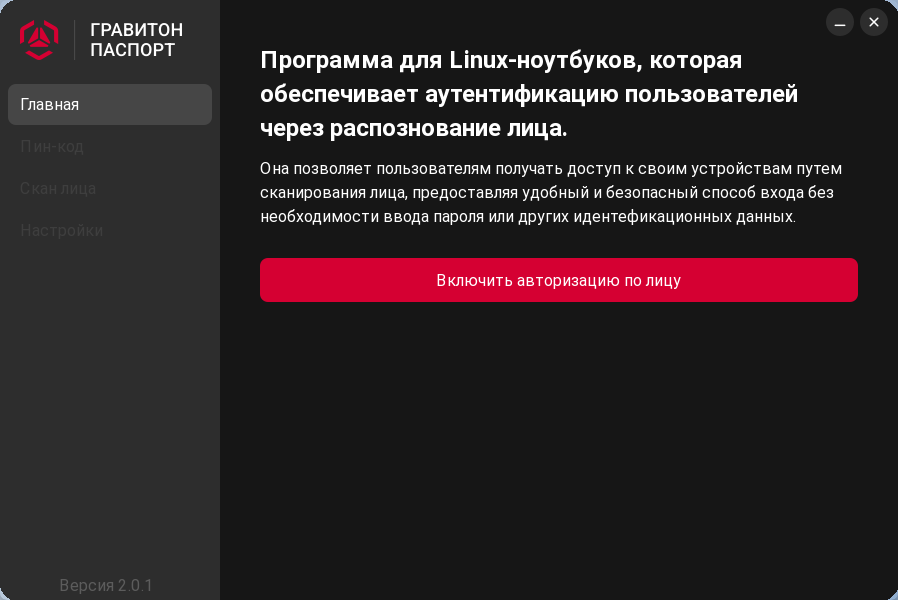 ГРАВИТОН
ПАСПОРТ
Главная
Пин-код
Скан лица
Настройки
Версия 2.0.1
Программа для Linux-ноутбуков, которая
обеспечивает аутентификацию пользователей
через распознование лица.
Она позволяет пользователям получать доступ к своим устройствам путем
сканирования лица, предоставляя удобный и безопасный способ входа без
необходимости ввода пароля или других идентефикационных данных.
Включить авторизацию по лицу